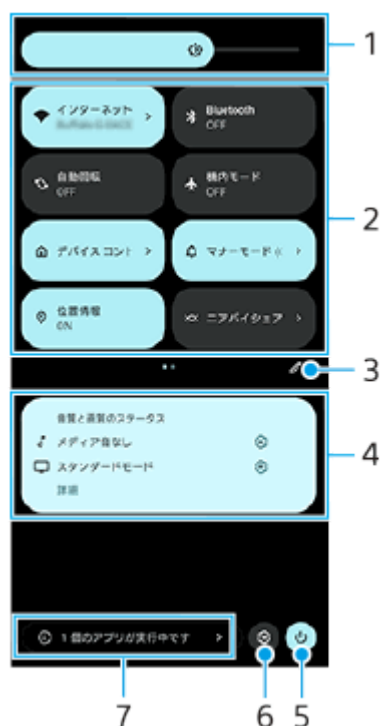 1
インターネット
Bluetooth
OFF
自動回転
OFF
機内モード
OFF
2
デバイス コント
マナーモード
位置情報
ON
ニアバイシェア
3
音質と画質のステータス
メディア音なし
スタンダードモード
詳細
4
1 個のアプリが実行中です
7
6
5